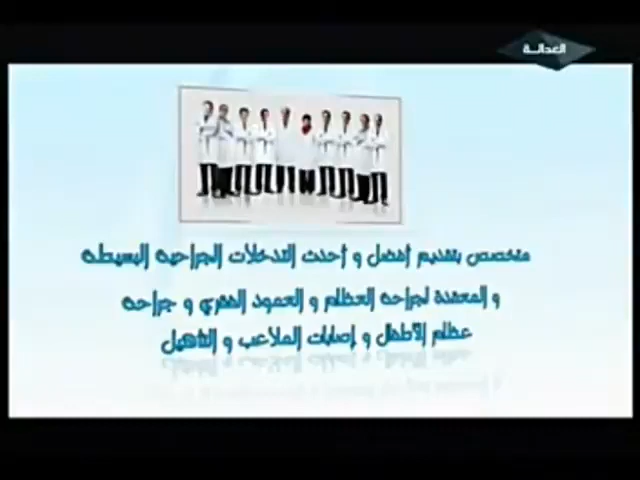 العدالة
متخصص بتقديم أفضل و أحدث التدخلات الجراحية البسيطة
و المعقدة لجراحة العظام و العمود الفقري و جراحة
عظام الأطفال و إصابات الملاعب و التأهيل